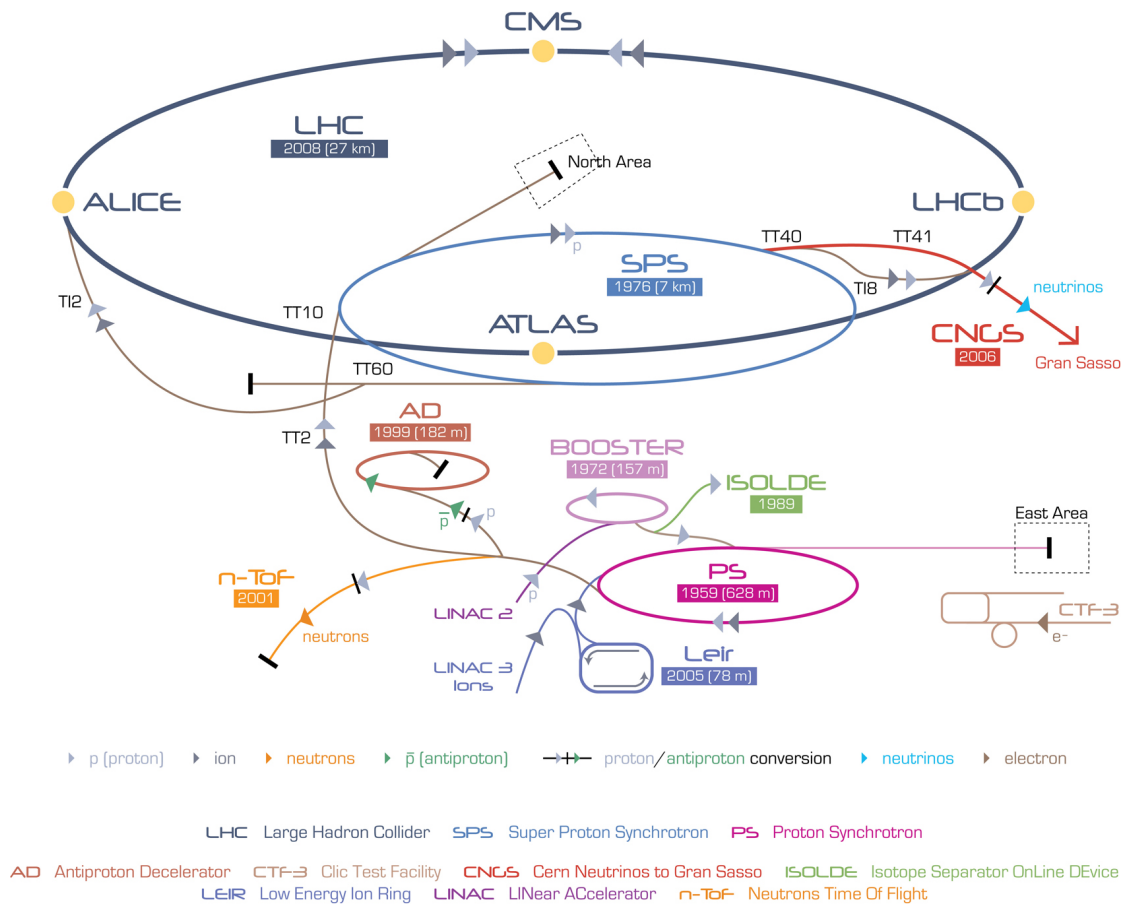 CMS
LHC
2008 (27 km)
North Area
ALICE
LHCb
TT40
TT41
p
SPS
1976 (7 km)
TI8
TI2
TT10
neutrinos
ATLAS
CNGS
2006
Gran Sasso
TT60
AD
1999 (182 m)
TT2
BOOSTER
1972 (157 m)
ISOLDE
1989
p
p̅
East Area
n-ToF
2001
PS
1959 (628 m)
p
LINAC 2
neutrons
CTF-3
e⁻
LINAC 3
Ions
Leir
2005 (78 m)
p (proton) ion neutrons p̅ (antiproton) proton/antiproton conversion neutrinos electron
LHC Large Hadron Collider SPS Super Proton Synchrotron PS Proton Synchrotron
AD Antiproton Decelerator CTF-3 Clic Test Facility CNGS Cern Neutrinos to Gran Sasso ISOLDE Isotope Separator OnLine DEvice
LEIR Low Energy Ion Ring LINAC LINear ACcelerator n-ToF Neutrons Time Of Flight